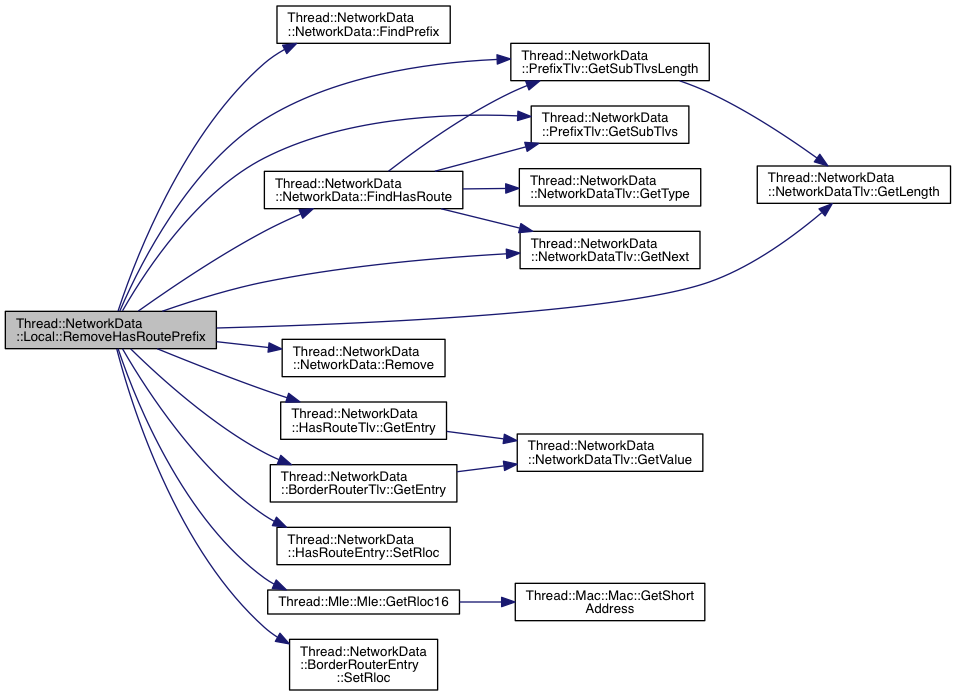 Thread::NetworkData
::NetworkData::FindPrefix
Thread::NetworkData
::PrefixTlv::GetSubTlvsLength
Thread::NetworkData
::PrefixTlv::GetSubTlvs
Thread::NetworkData
::NetworkData::FindHasRoute
Thread::NetworkData
::NetworkDataTlv::GetType
Thread::NetworkData
::NetworkDataTlv::GetLength
Thread::NetworkData
::NetworkDataTlv::GetNext
Thread::NetworkData
::Local::RemoveHasRoutePrefix
Thread::NetworkData
::NetworkData::Remove
Thread::NetworkData
::HasRouteTlv::GetEntry
Thread::NetworkData
::NetworkDataTlv::GetValue
Thread::NetworkData
::BorderRouterTlv::GetEntry
Thread::NetworkData
::HasRouteEntry::SetRloc
Thread::Mle::Mle::GetRloc16
Thread::Mac::Mac::GetShort
Address
Thread::NetworkData
::BorderRouterEntry
::SetRloc